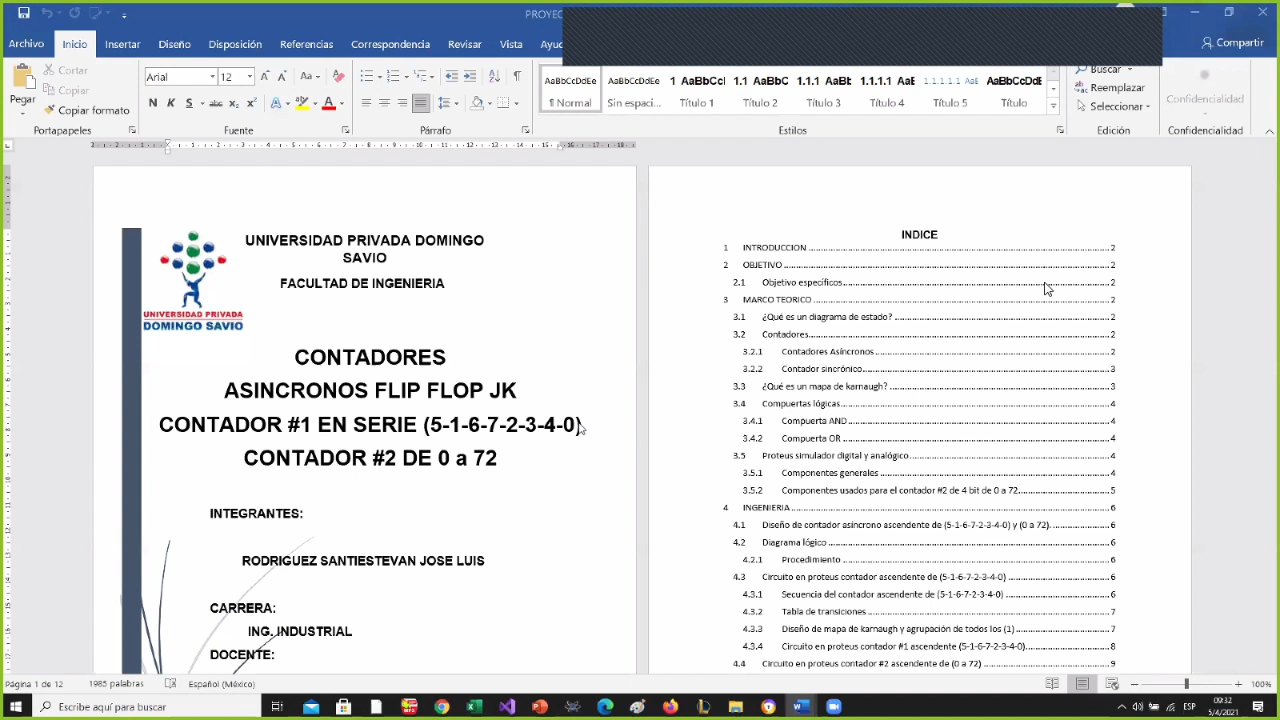 PROYEC
Archivo Inicio Insertar Diseño Disposición Referencias Correspondencia Revisar Vista Ayu
Compartir
Pegar
Cortar
Copiar
Copiar formato
Arial 12
N K S abc x₂ x²
AaBbCcDdEe AaBbCcDdEe 1 AaBbCcl 1.1 AaBbCc 1.1.1 AaBb 1.1.1.1 AaE 1.1.1.1.1 AaE AaBbCcDdE
¶ Normal Sin espaci... Título 1 Título 2 Título 3 Título 4 Título 5 Título
Buscar
Reemplazar
Seleccionar
Confidencialidad
Portapapeles Fuente Párrafo Estilos Edición Confidencialidad
UNIVERSIDAD PRIVADA DOMINGO
SAVIO
FACULTAD DE INGENIERIA
UNIVERSIDAD PRIVADA
DOMINGO SAVIO
CONTADORES
ASINCRONOS FLIP FLOP JK
CONTADOR #1 EN SERIE (5-1-6-7-2-3-4-0)
CONTADOR #2 DE 0 a 72
INTEGRANTES:
RODRIGUEZ SANTIESTEVAN JOSE LUIS
CARRERA:
ING. INDUSTRIAL
DOCENTE:
INDICE
1 INTRODUCCION 2
2 OBJETIVO 2
2.1 Objetivo específicos 2
3 MARCO TEORICO 2
3.1 ¿Qué es un diagrama de estado? 2
3.2 Contadores 2
3.2.1 Contadores Asíncronos 2
3.2.2 Contador sincrónico 3
3.3 ¿Qué es un mapa de karnaugh? 3
3.4 Compuertas lógicas 4
3.4.1 Compuerta AND 4
3.4.2 Compuerta OR 4
3.5 Proteus simulador digital y analógico 4
3.5.1 Componentes generales 4
3.5.2 Componentes usados para el contador #2 de 4 bit de 0 a 72 5
4 INGENIERIA 6
4.1 Diseño de contador asincrono ascendente de (5-1-6-7-2-3-4-0) y (0 a 72). 6
4.2 Diagrama lógico 6
4.2.1 Procedimiento 6
4.3 Circuito en proteus contador ascendente de (5-1-6-7-2-3-4-0) 6
4.3.1 Secuencia del contador ascendente de (5-1-6-7-2-3-4-0) 6
4.3.2 Tabla de transiciones 7
4.3.3 Diseño de mapa de karnaugh y agrupación de todos los (1) 7
4.3.4 Circuito en proteus contador #1 ascendente (5-1-6-7-2-3-4-0) 8
4.4 Circuito en proteus contador #2 ascendente de (0 a 72) 9
Página 1 de 12 1985 palabras Español (México) 100%
Escribe aquí para buscar
ESP
09:32
5/4/2021